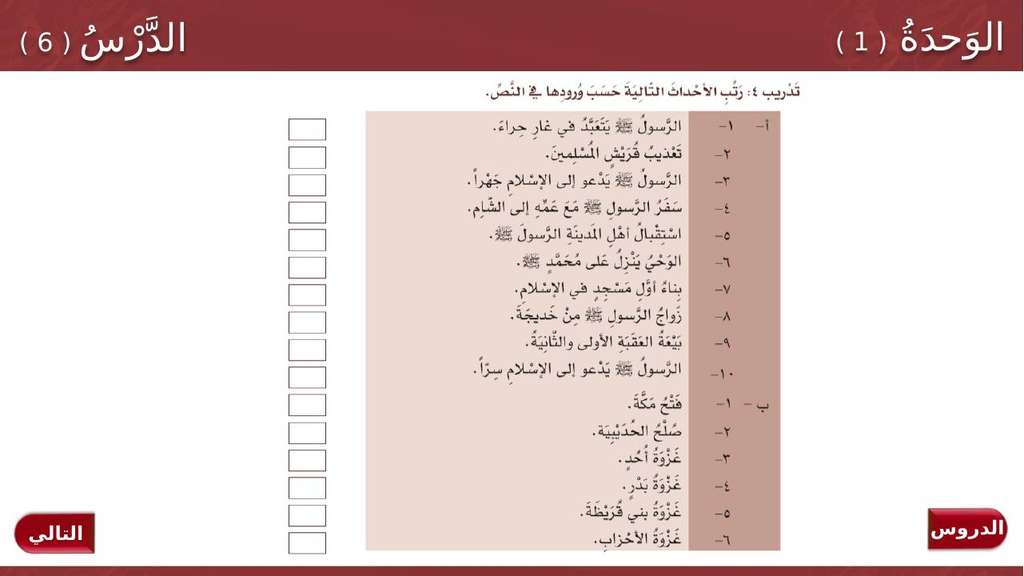 الوَحدَةُ ( 1 )
الدَّرْسُ ( 6 )
تَدْريب ٤: رَتِّبِ الأحْداثَ التّالِيَةَ حَسَبَ وُرودِها في النَّصِّ.
أ- ١- الرَّسولُ ﷺ يَتَعَبَّدُ في غارِ حِراءَ.
٢- تَعْذيبُ قُرَيْشٍ المُسْلِمينَ.
٣- الرَّسولُ ﷺ يَدْعو إلى الإسْلامِ جَهْراً.
٤- سَفَرُ الرَّسولِ ﷺ مَعَ عَمِّهِ إلى الشّامِ.
٥- اسْتِقْبالُ أهْلِ المَدينَةِ الرَّسولَ ﷺ.
٦- الوَحْيُ يَنْزِلُ عَلى مُحَمَّدٍ ﷺ.
٧- بِناءُ أوَّلِ مَسْجِدٍ في الإسْلامِ.
٨- زَواجُ الرَّسولِ ﷺ مِنْ خَديجَةَ.
٩- بَيْعَةُ العَقَبَةِ الأولى والثّانِيَةُ.
١٠- الرَّسولُ ﷺ يَدْعو إلى الإسْلامِ سِرّاً.
ب - ١- فَتْحُ مَكَّةَ.
٢- صُلْحُ الحُدَيْبِيَة.
٣- غَزْوَةُ أُحُدٍ.
٤- غَزْوَةُ بَدْرٍ.
٥- غَزْوَةُ بني قُرَيْظَةَ.
٦- غَزْوَةُ الأحْزابِ.
الدروس
التالي